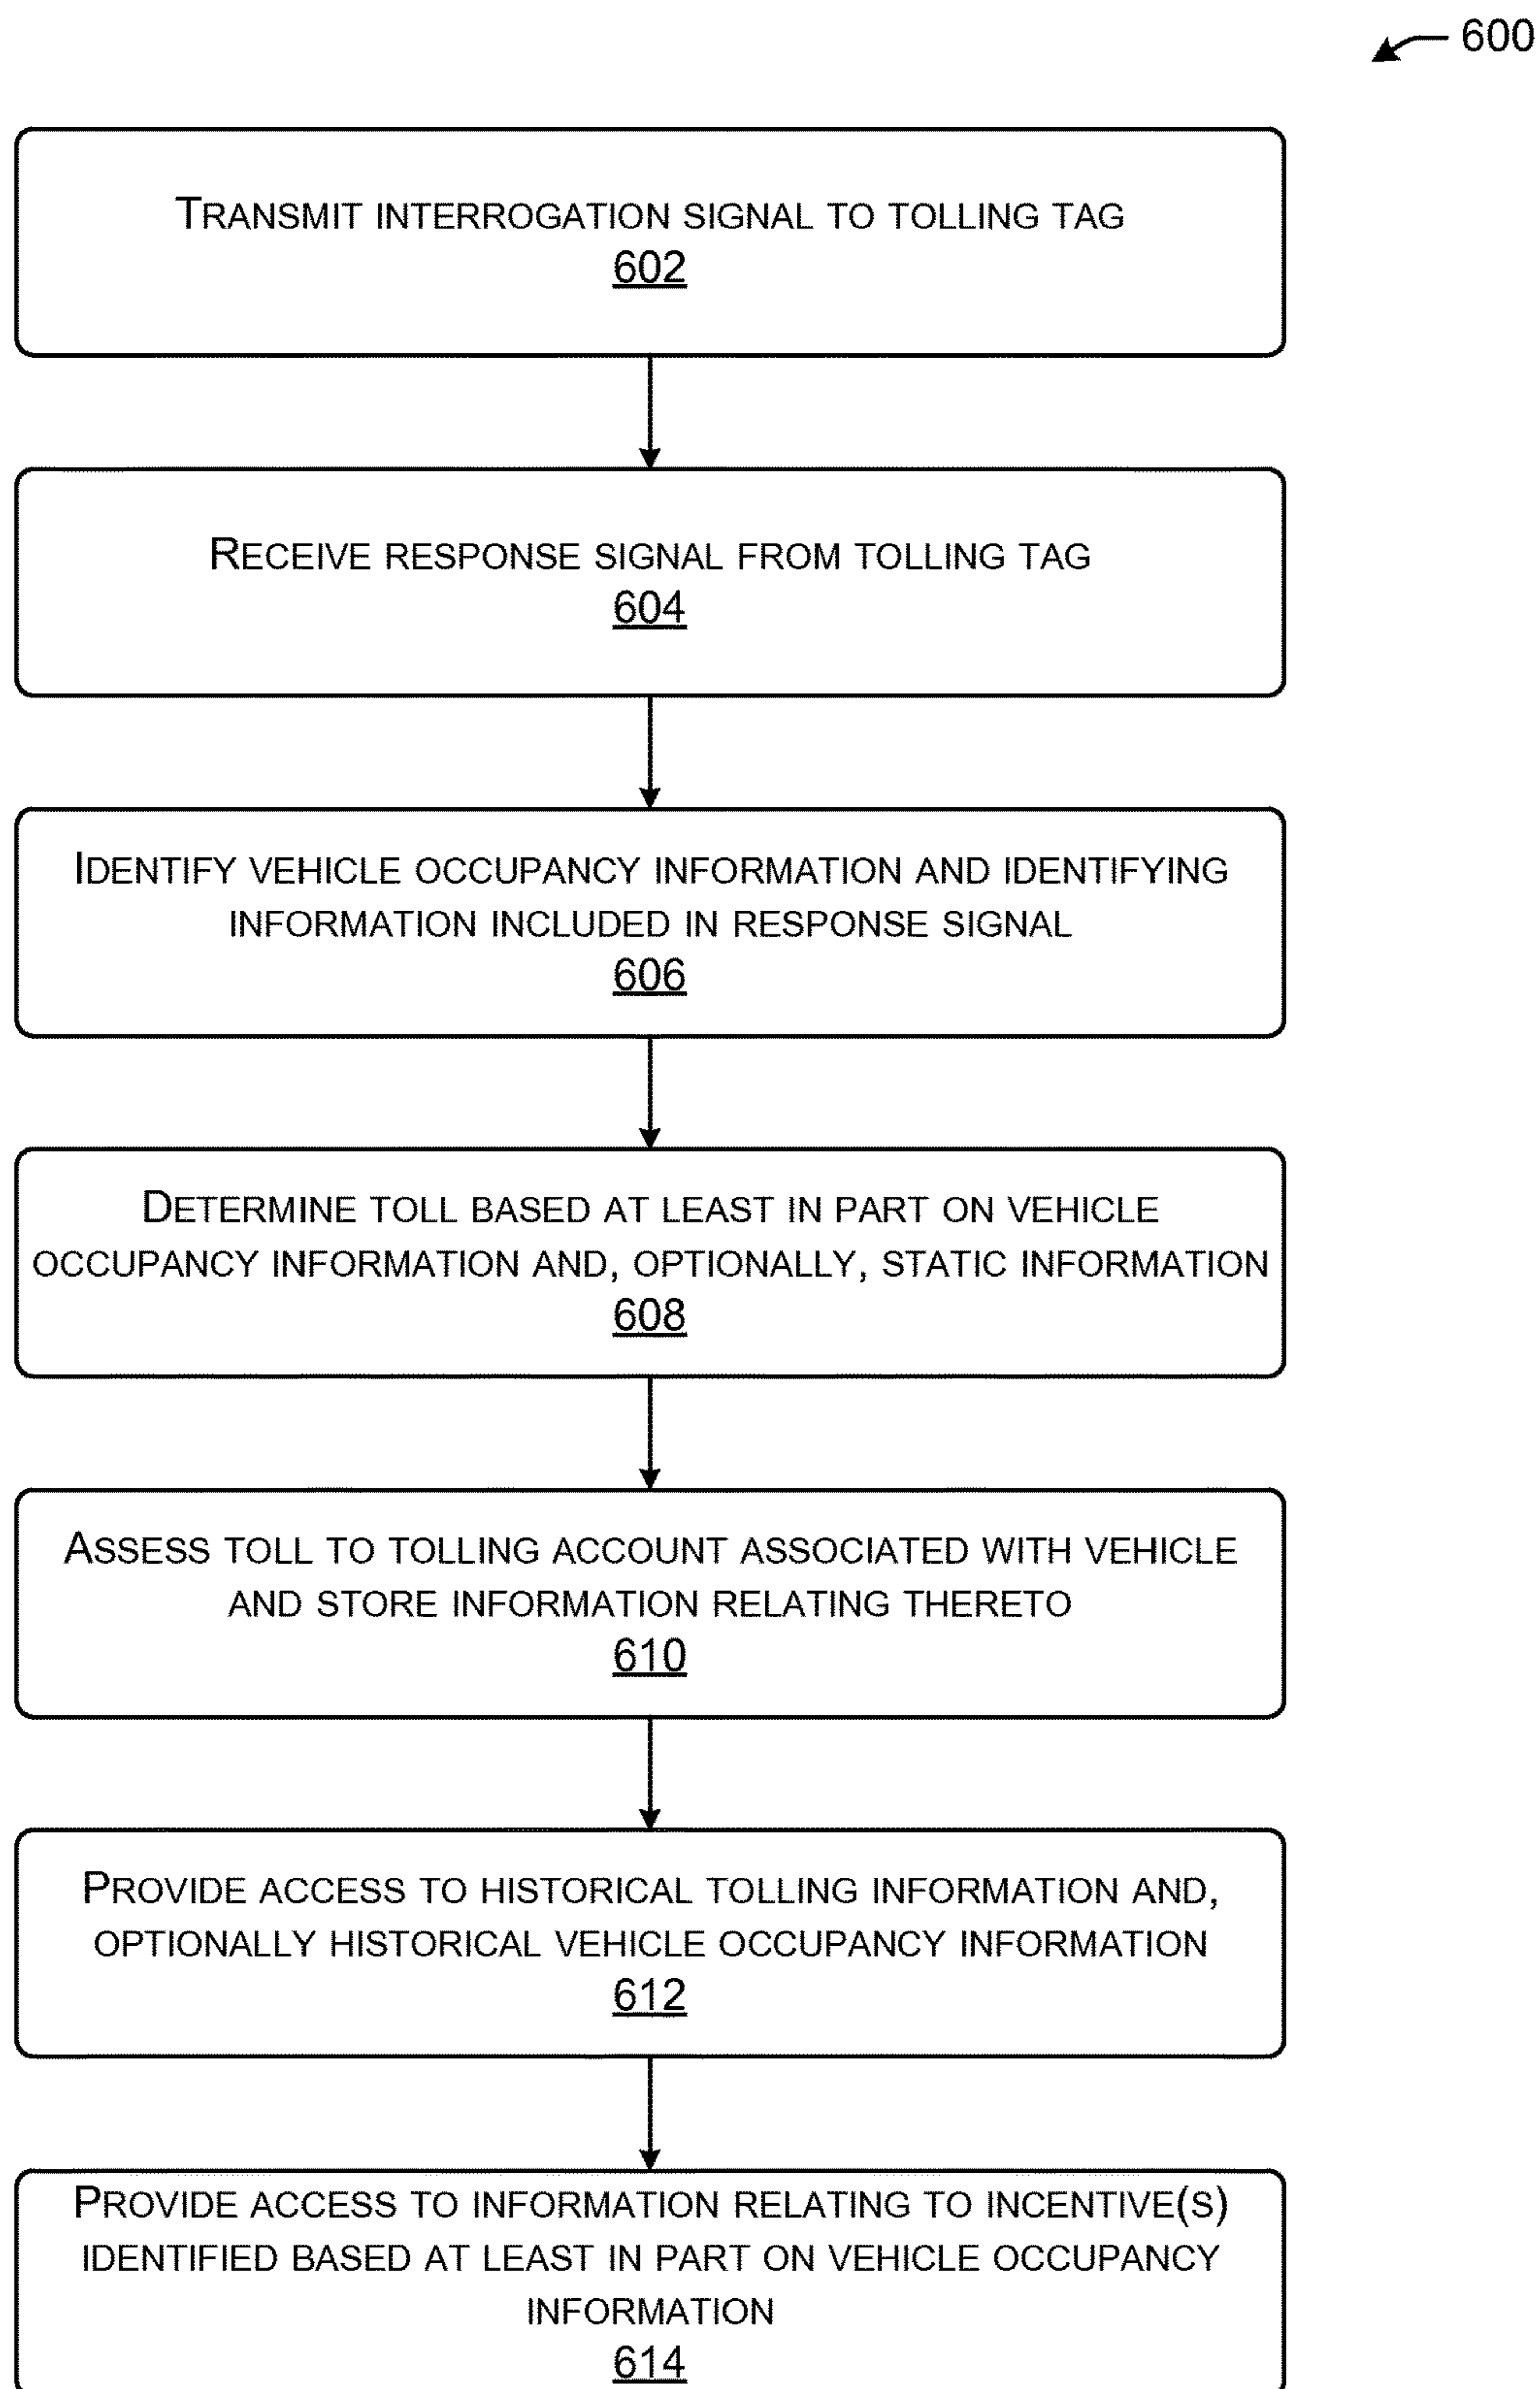 600
TRANSMIT INTERROGATION SIGNAL TO TOLLING TAG
602
RECEIVE RESPONSE SIGNAL FROM TOLLING TAG
604
IDENTIFY VEHICLE OCCUPANCY INFORMATION AND IDENTIFYING
INFORMATION INCLUDED IN RESPONSE SIGNAL
606
DETERMINE TOLL BASED AT LEAST IN PART ON VEHICLE
OCCUPANCY INFORMATION AND, OPTIONALLY, STATIC INFORMATION
608
ASSESS TOLL TO TOLLING ACCOUNT ASSOCIATED WITH VEHICLE
AND STORE INFORMATION RELATING THERETO
610
PROVIDE ACCESS TO HISTORICAL TOLLING INFORMATION AND,
OPTIONALLY HISTORICAL VEHICLE OCCUPANCY INFORMATION
612
PROVIDE ACCESS TO INFORMATION RELATING TO INCENTIVE(S)
IDENTIFIED BASED AT LEAST IN PART ON VEHICLE OCCUPANCY
INFORMATION
614